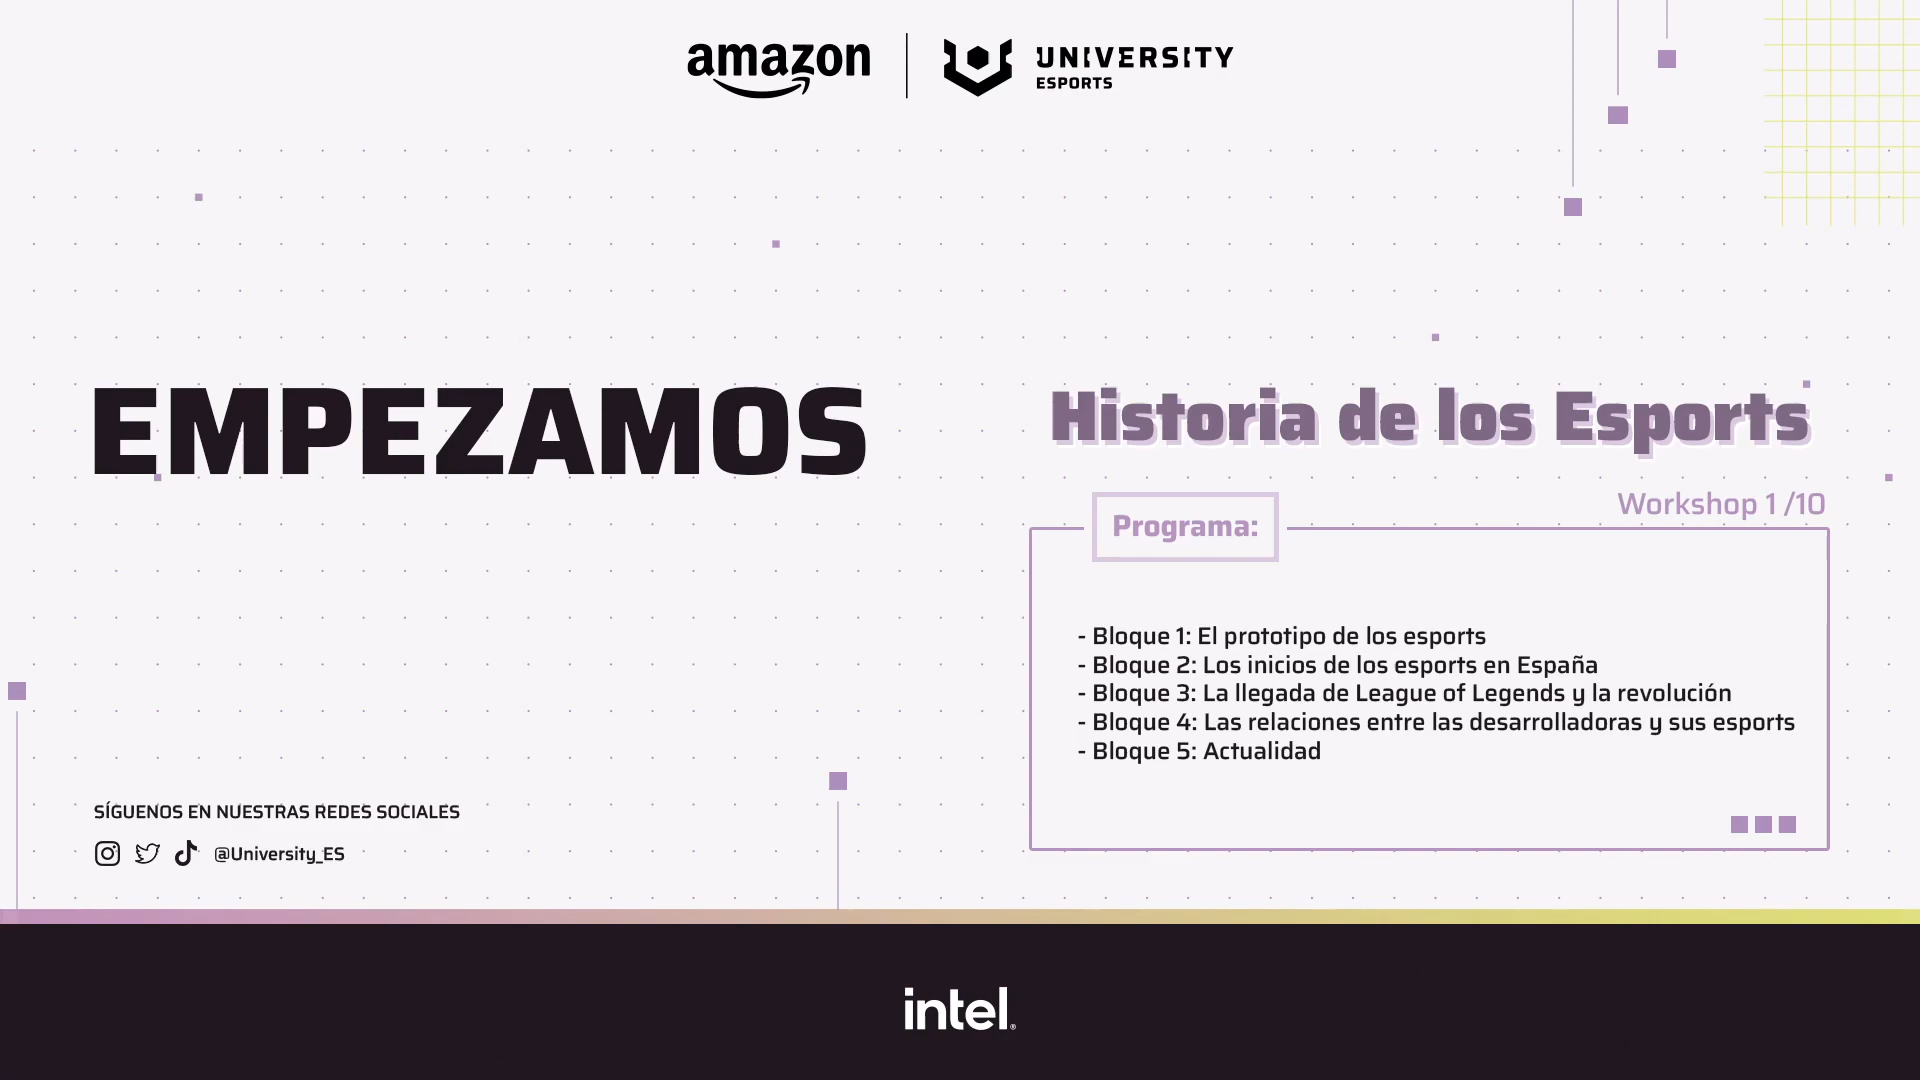 amazon
UNIVERSITY
ESPORTS
EMPEZAMOS
Historia de los Esports
Workshop 1 /10
Programa:
- Bloque 1: El prototipo de los esports
- Bloque 2: Los inicios de los esports en España
- Bloque 3: La llegada de League of Legends y la revolución
- Bloque 4: Las relaciones entre las desarrolladoras y sus esports
- Bloque 5: Actualidad
SÍGUENOS EN NUESTRAS REDES SOCIALES
@University_ES
intel®